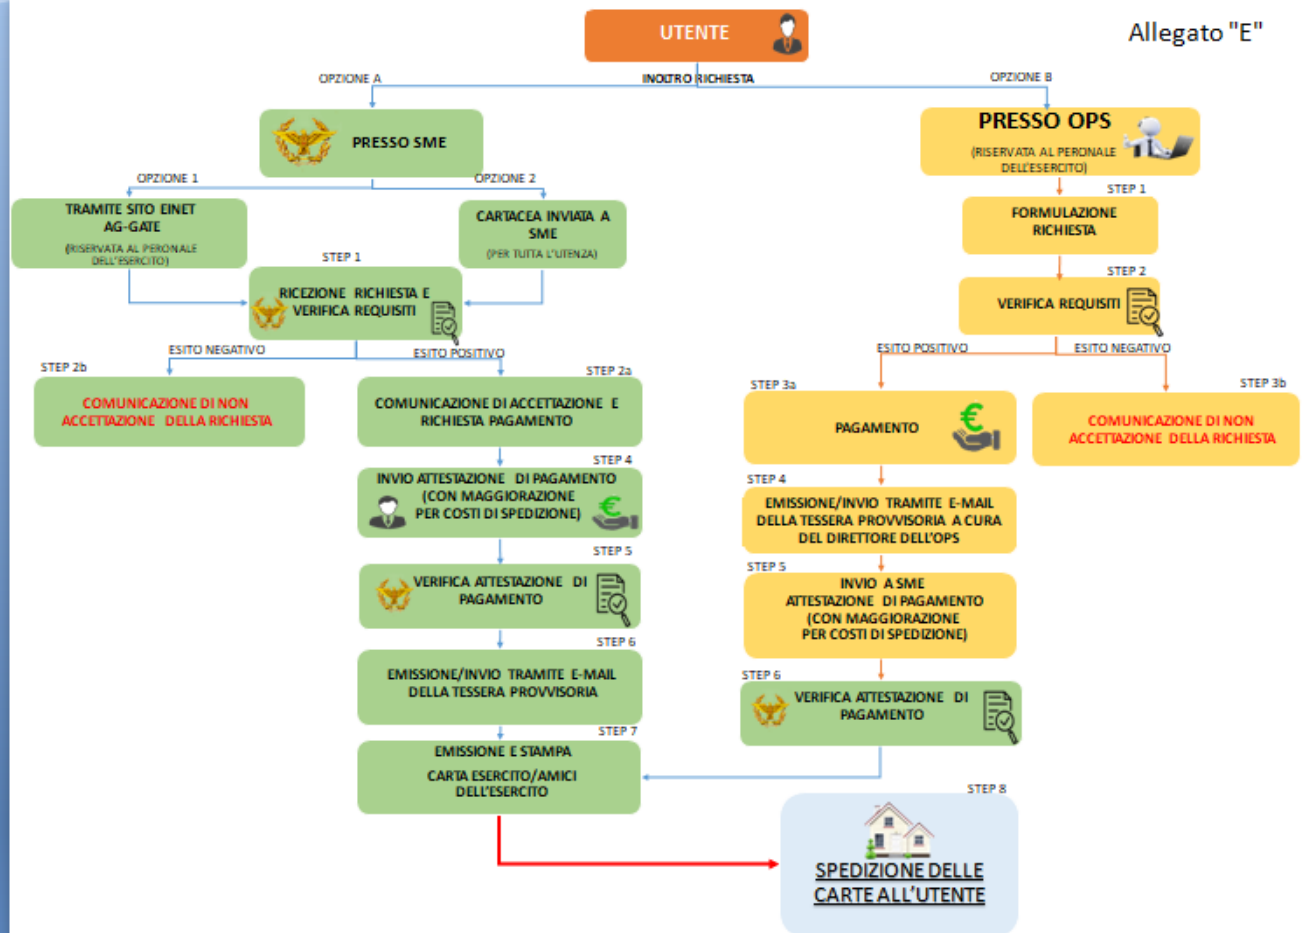 UTENTE
Allegato "E"
OPZIONE A
INOLTRO RICHIESTA
OPZIONE B
PRESSO SME
PRESSO OPS
(RISERVATA AL PERONALE
DELL'ESERCITO)
OPZIONE 1
OPZIONE 2
STEP 1
TRAMITE SITO EINET
AG-GATE
(RISERVATA AL PERONALE
DELL'ESERCITO)
CARTACEA INVIATA A
SME
(PER TUTTA L'UTENZA)
FORMULAZIONE
RICHIESTA
STEP 1
RICEZIONE RICHIESTA E
VERIFICA REQUISITI
STEP 2
VERIFICA REQUISITI
ESITO NEGATIVO
ESITO POSITIVO
ESITO POSITIVO
ESITO NEGATIVO
STEP 2b
COMUNICAZIONE DI NON
ACCETTAZIONE DELLA RICHIESTA
STEP 2a
COMUNICAZIONE DI ACCETTAZIONE E
RICHIESTA PAGAMENTO
STEP 3a
PAGAMENTO
€
STEP 3b
COMUNICAZIONE DI NON
ACCETTAZIONE DELLA RICHIESTA
STEP 4
INVIO ATTESTAZIONE DI PAGAMENTO
(CON MAGGIORAZIONE
PER COSTI DI SPEDIZIONE)
€
STEP 4
EMISSIONE/INVIO TRAMITE E-MAIL
DELLA TESSERA PROVVISORIA A CURA
DEL DIRETTORE DELL'OPS
STEP 5
VERIFICA ATTESTAZIONE DI
PAGAMENTO
STEP 5
INVIO A SME
ATTESTAZIONE DI PAGAMENTO
(CON MAGGIORAZIONE
PER COSTI DI SPEDIZIONE)
STEP 6
EMISSIONE/INVIO TRAMITE E-MAIL
DELLA TESSERA PROVVISORIA
STEP 6
VERIFICA ATTESTAZIONE DI
PAGAMENTO
STEP 7
EMISSIONE E STAMPA
CARTA ESERCITO/AMICI
DELL'ESERCITO
STEP 8
SPEDIZIONE DELLE
CARTE ALL'UTENTE